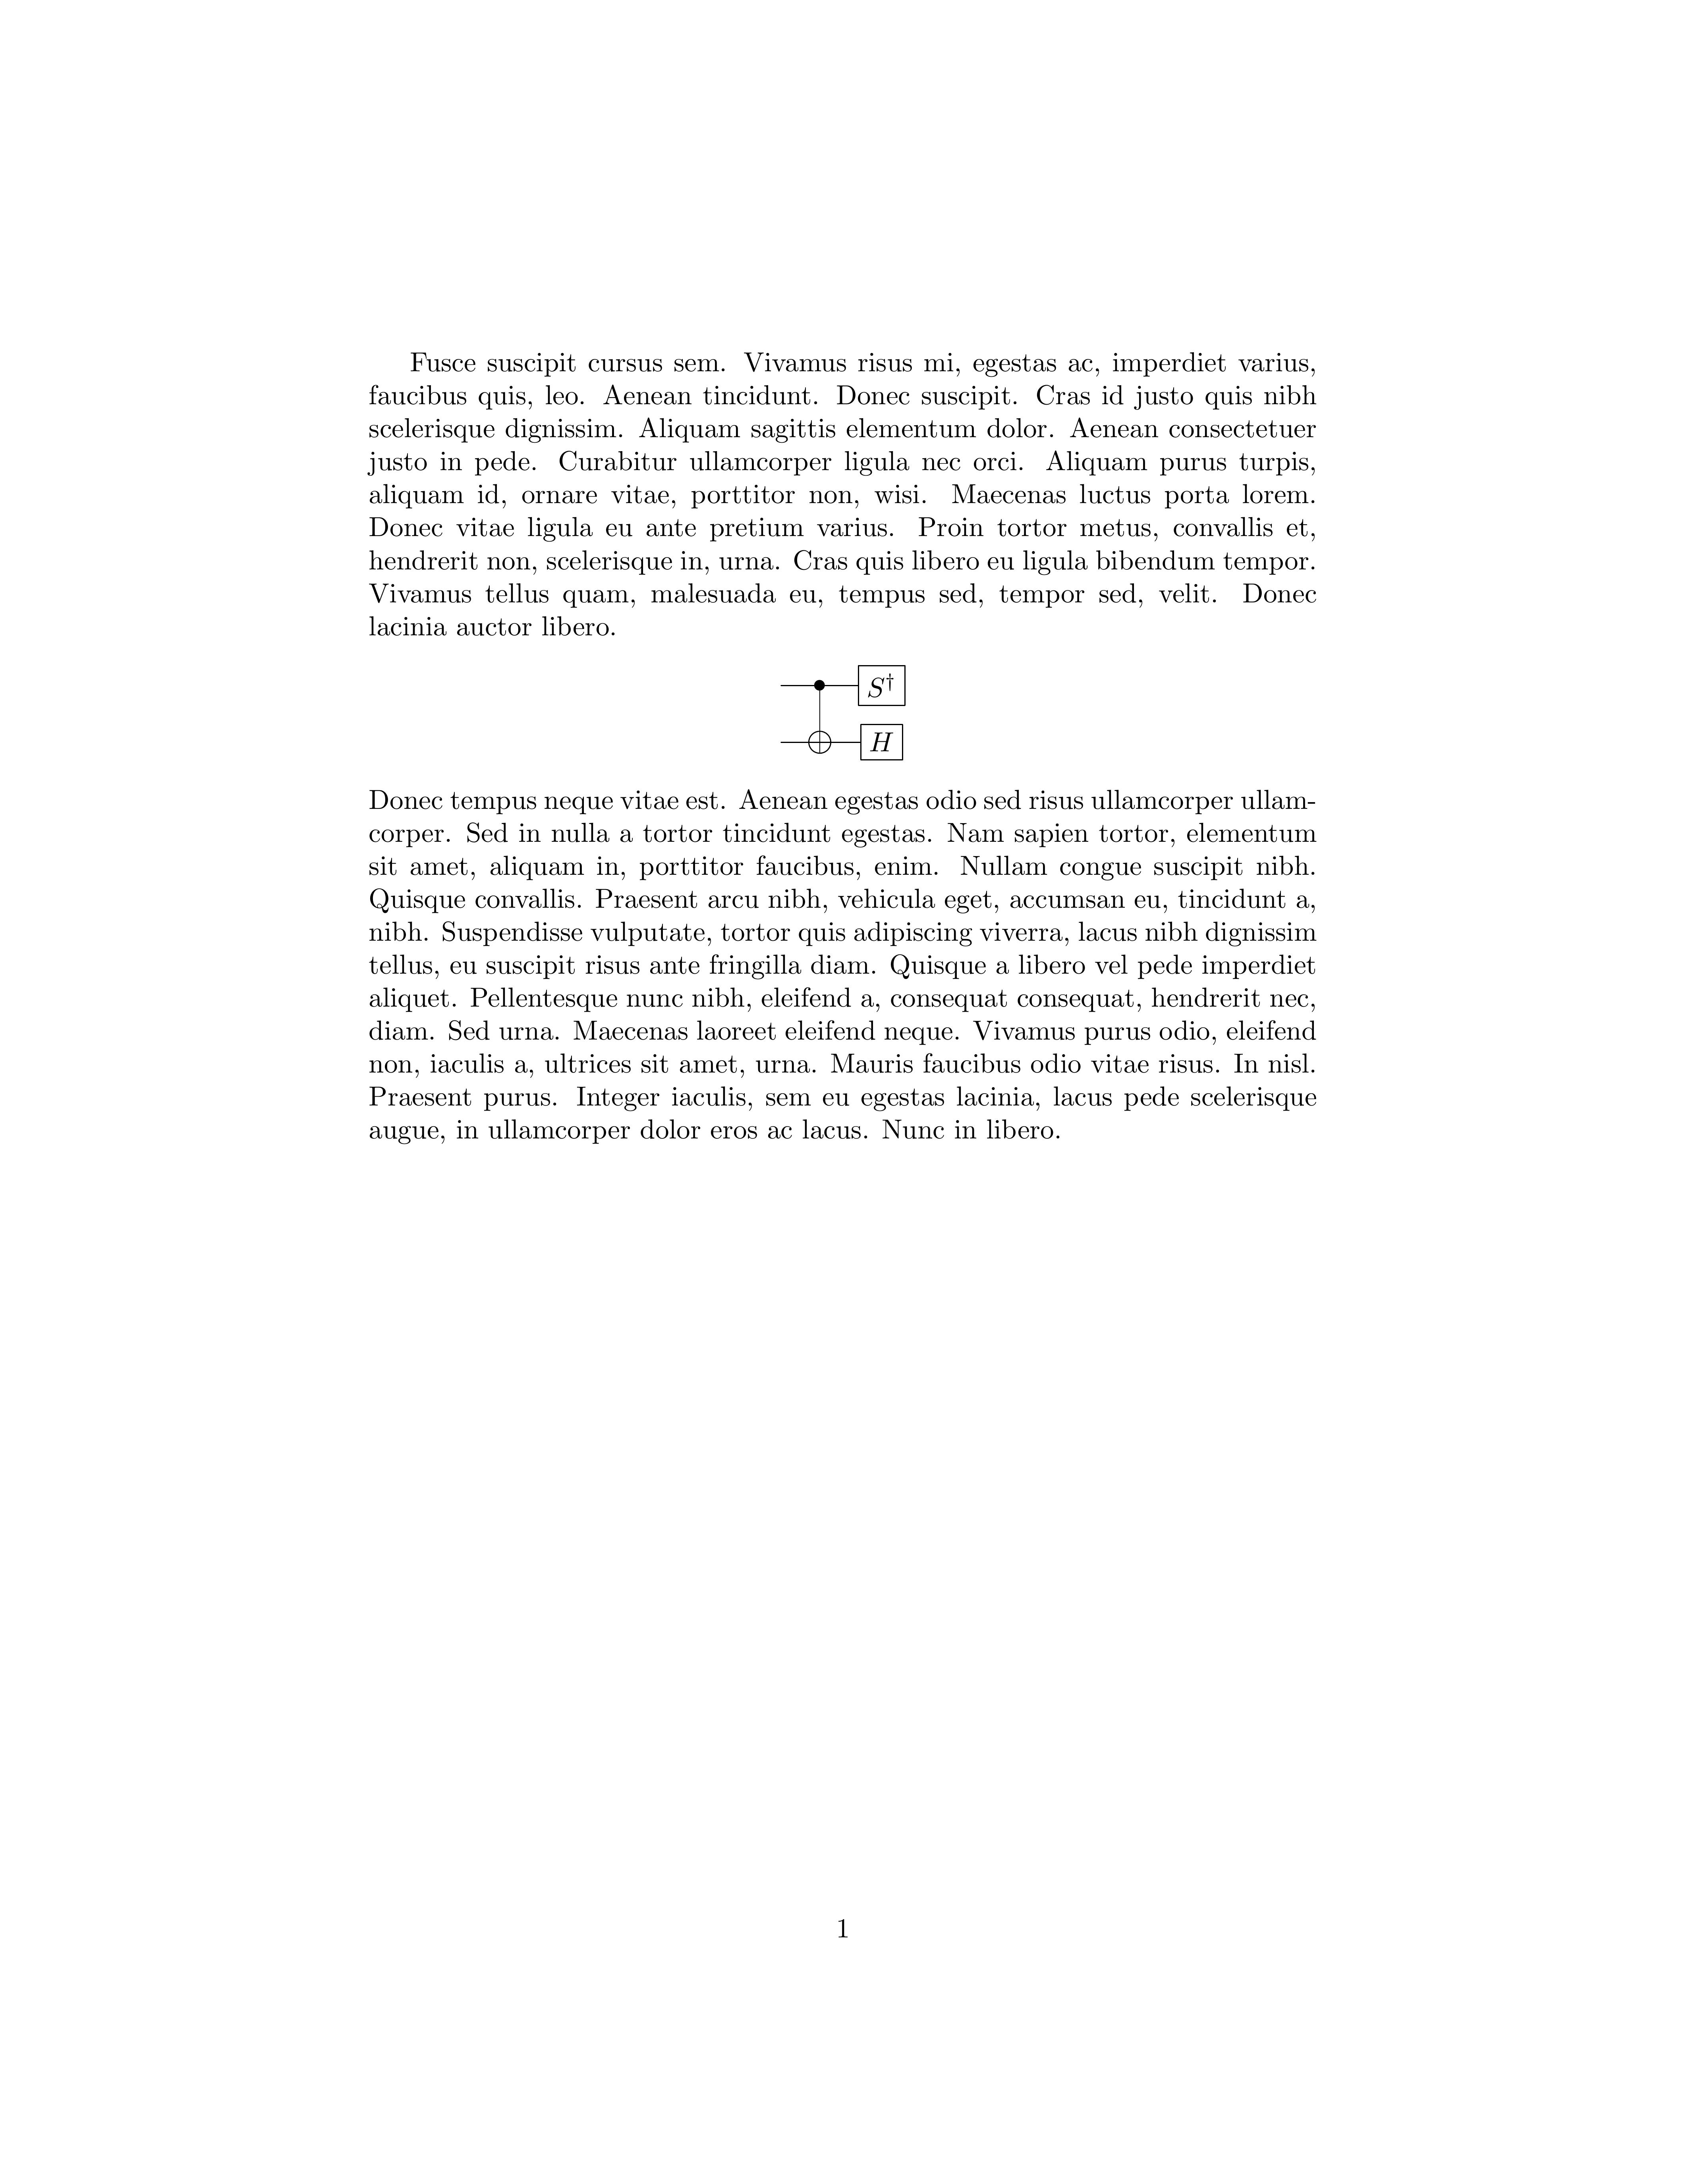 Fusce suscipit cursus sem. Vivamus risus mi, egestas ac, imperdiet varius,
faucibus quis, leo. Aenean tincidunt. Donec suscipit. Cras id justo quis nibh
scelerisque dignissim. Aliquam sagittis elementum dolor. Aenean consectetuer
justo in pede. Curabitur ullamcorper ligula nec orci. Aliquam purus turpis,
aliquam id, ornare vitae, porttitor non, wisi. Maecenas luctus porta lorem.
Donec vitae ligula eu ante pretium varius. Proin tortor metus, convallis et,
hendrerit non, scelerisque in, urna. Cras quis libero eu ligula bibendum tempor.
Vivamus tellus quam, malesuada eu, tempus sed, tempor sed, velit. Donec
lacinia auctor libero.
S†
H
Donec tempus neque vitae est. Aenean egestas odio sed risus ullamcorper ullam-
corper. Sed in nulla a tortor tincidunt egestas. Nam sapien tortor, elementum
sit amet, aliquam in, porttitor faucibus, enim. Nullam congue suscipit nibh.
Quisque convallis. Praesent arcu nibh, vehicula eget, accumsan eu, tincidunt a,
nibh. Suspendisse vulputate, tortor quis adipiscing viverra, lacus nibh dignissim
tellus, eu suscipit risus ante fringilla diam. Quisque a libero vel pede imperdiet
aliquet. Pellentesque nunc nibh, eleifend a, consequat consequat, hendrerit nec,
diam. Sed urna. Maecenas laoreet eleifend neque. Vivamus purus odio, eleifend
non, iaculis a, ultrices sit amet, urna. Mauris faucibus odio vitae risus. In nisl.
Praesent purus. Integer iaculis, sem eu egestas lacinia, lacus pede scelerisque
augue, in ullamcorper dolor eros ac lacus. Nunc in libero.
1